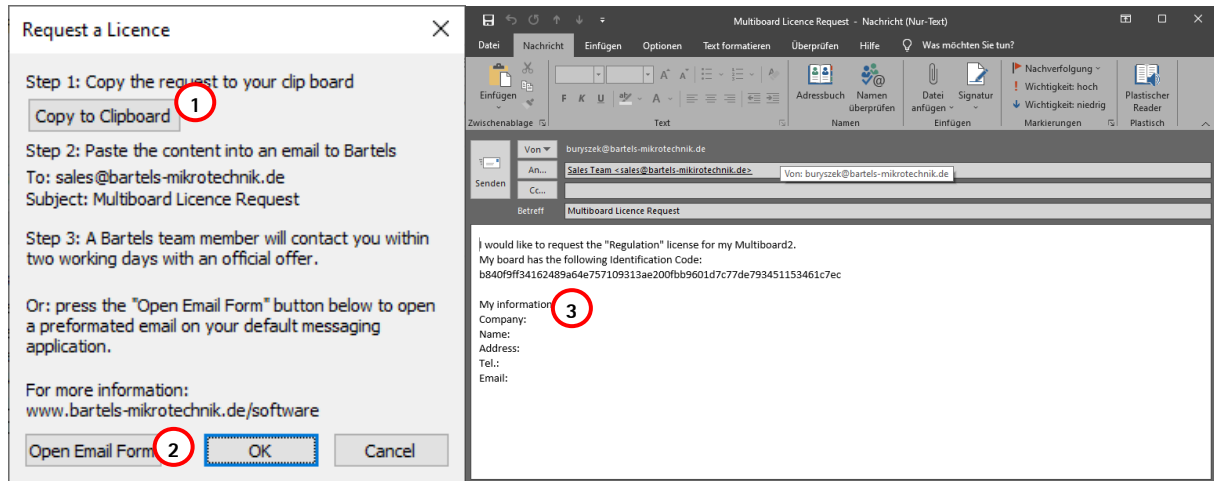 Request a Licence
Step 1: Copy the request to your clip board
Copy to Clipboard
1
Step 2: Paste the content into an email to Bartels
To: sales@bartels-mikrotechnik.de
Subject: Multiboard Licence Request
Step 3: A Bartels team member will contact you within
two working days with an official offer.
Or: press the "Open Email Form" button below to open
a preformated email on your default messaging
application.
For more information:
www.bartels-mikrotechnik.de/software
Open Email Form
2
OK
Cancel
Multiboard Licence Request - Nachricht (Nur-Text)
Datei Nachricht Einfügen Optionen Text formatieren Überprüfen Hilfe Was möchten Sie tun?
Einfügen
F K U
Adressbuch
Namen
überprüfen
Datei
anfügen
Signatur
Nachverfolgung
Wichtigkeit: hoch
Wichtigkeit: niedrig
Plastischer
Reader
Zwischenablage Text Namen Einfügen Markierungen Plastisch
Senden
Von buryszek@bartels-mikrotechnik.de
An... Sales Team <sales@bartels-mikirotechnik.de>
Von: buryszek@bartels-mikrotechnik.de
Cc...
Betreff Multiboard Licence Request
I would like to request the "Regulation" license for my Multiboard2.
My board has the following Identification Code:
b840f9ff34162489a64e757109313ae200fbb9601d7c77de793451153461c7ec
My information
3
Company:
Name:
Address:
Tel.:
Email: